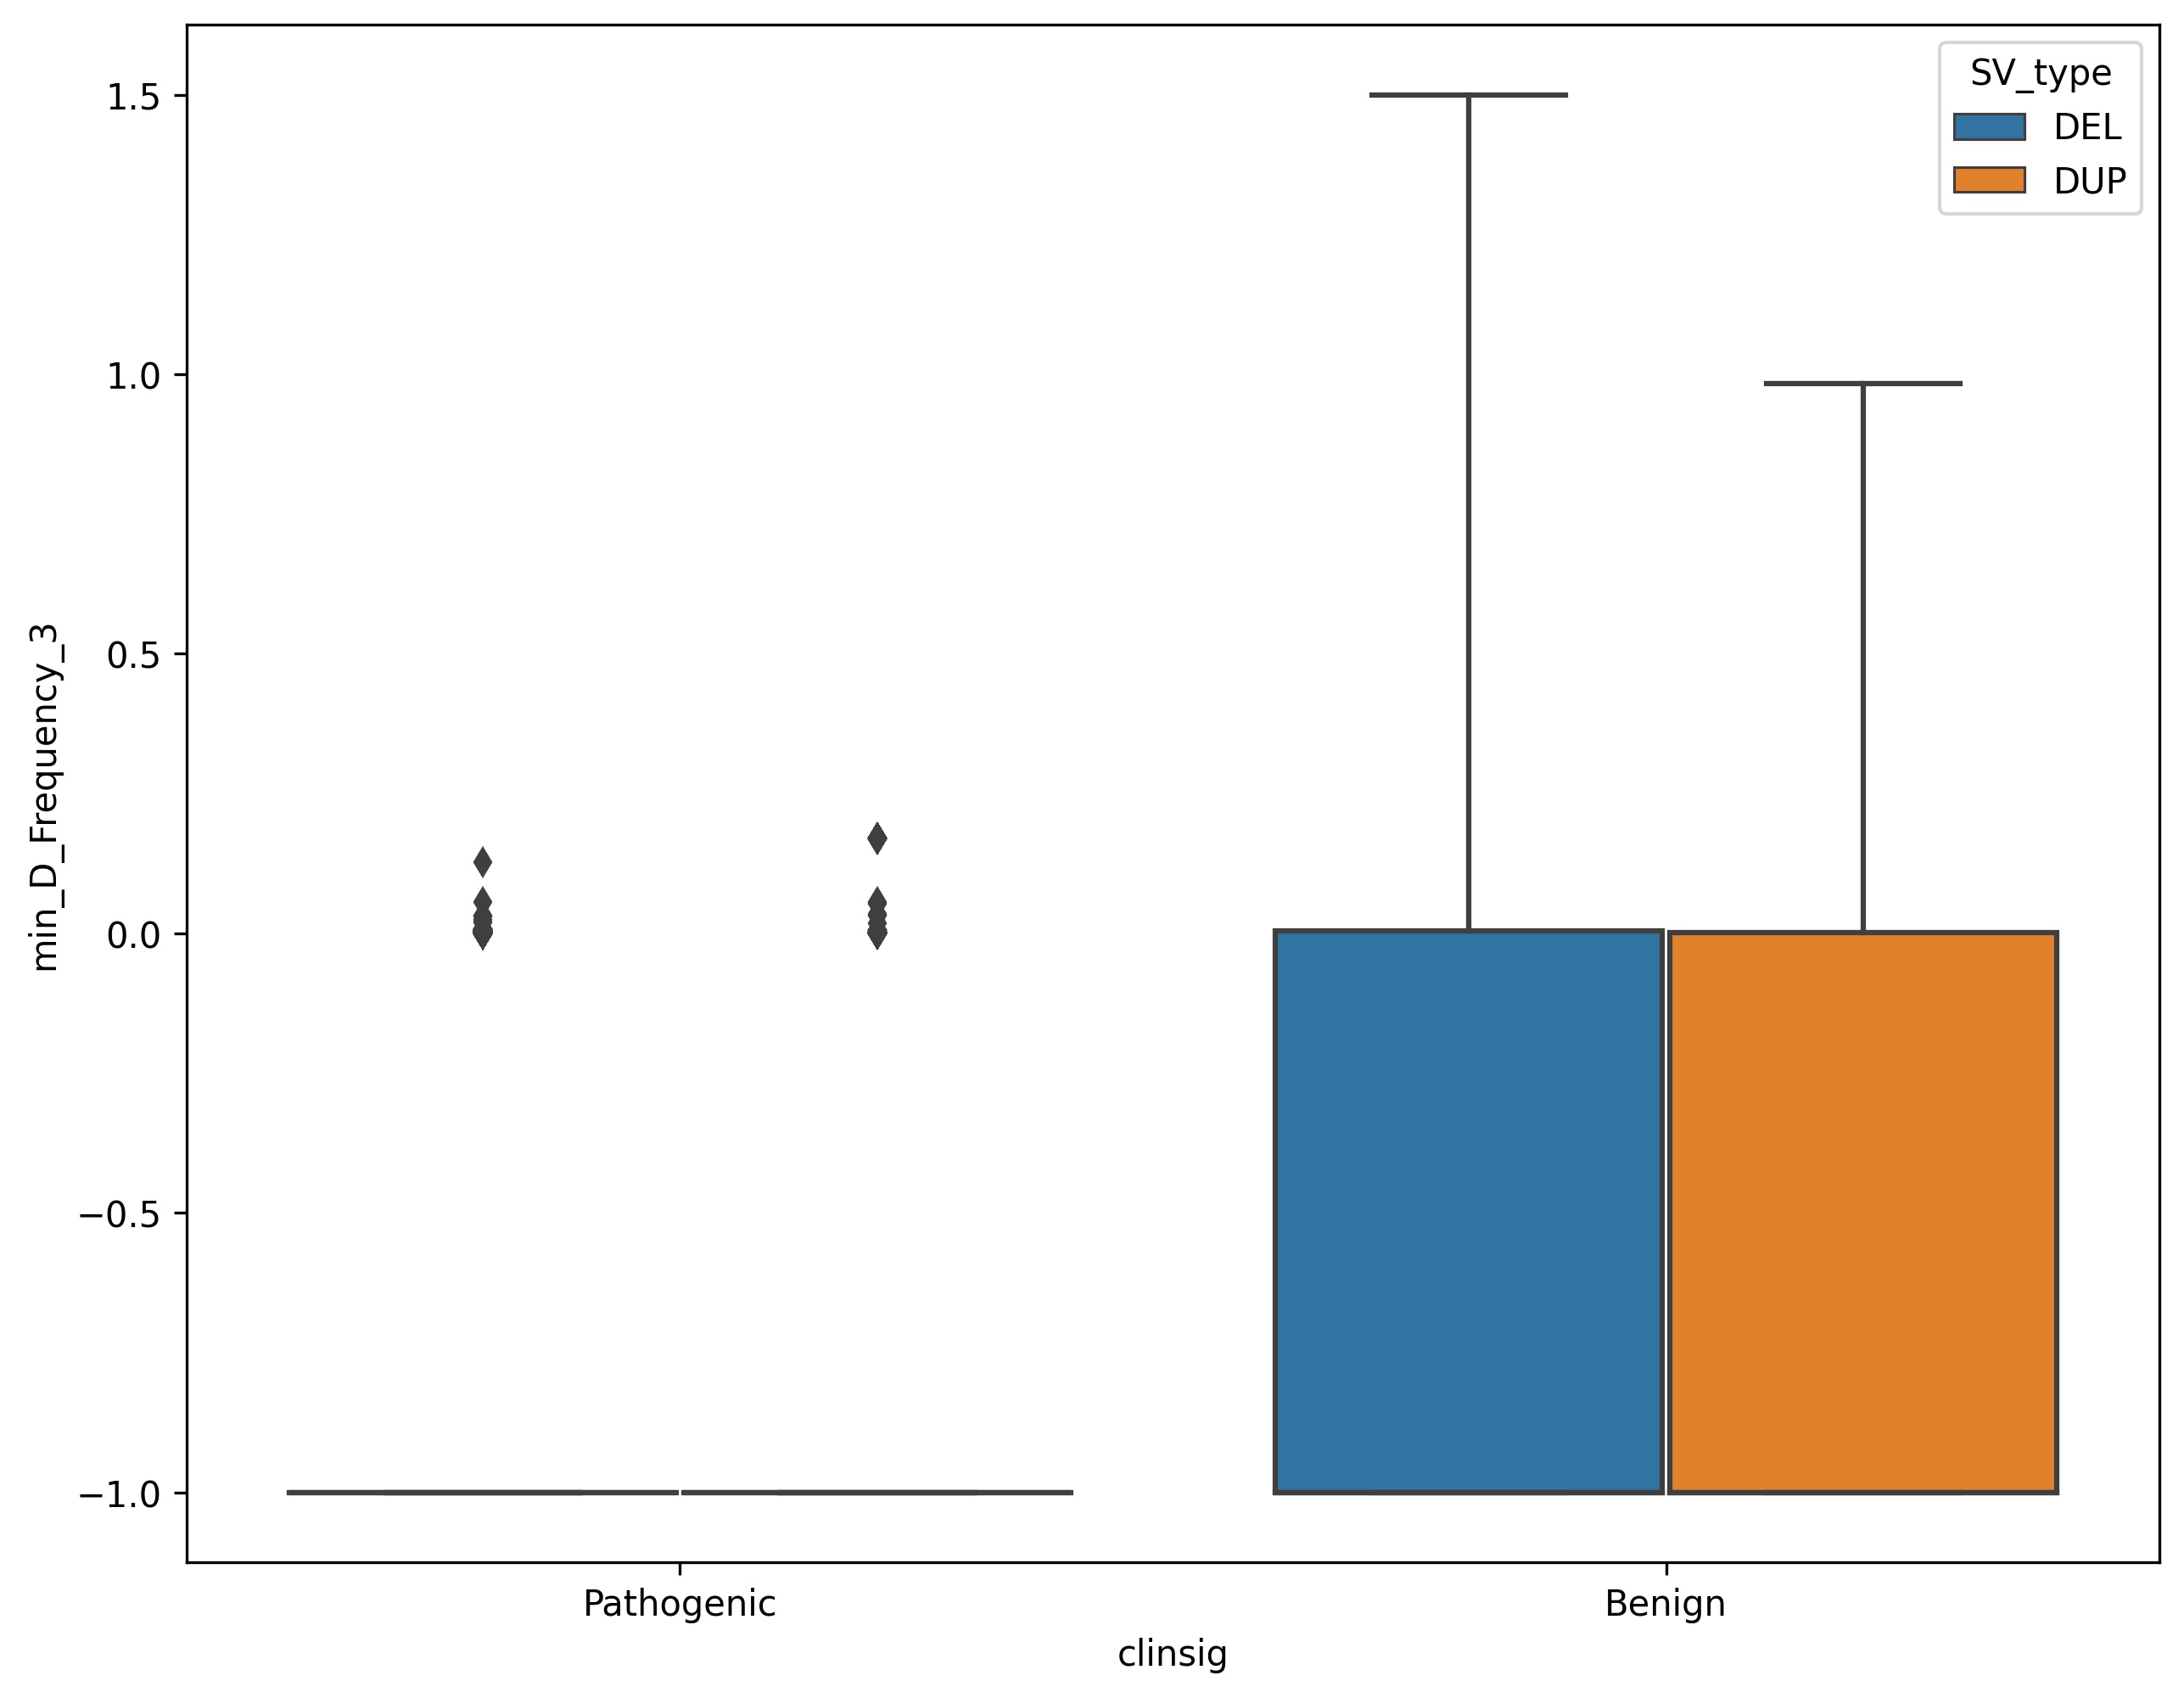 SV_type
DEL
DUP
1.5
1.0
0.5
0.0
−0.5
−1.0
min_D_Frequency_3
Pathogenic
Benign
clinsig